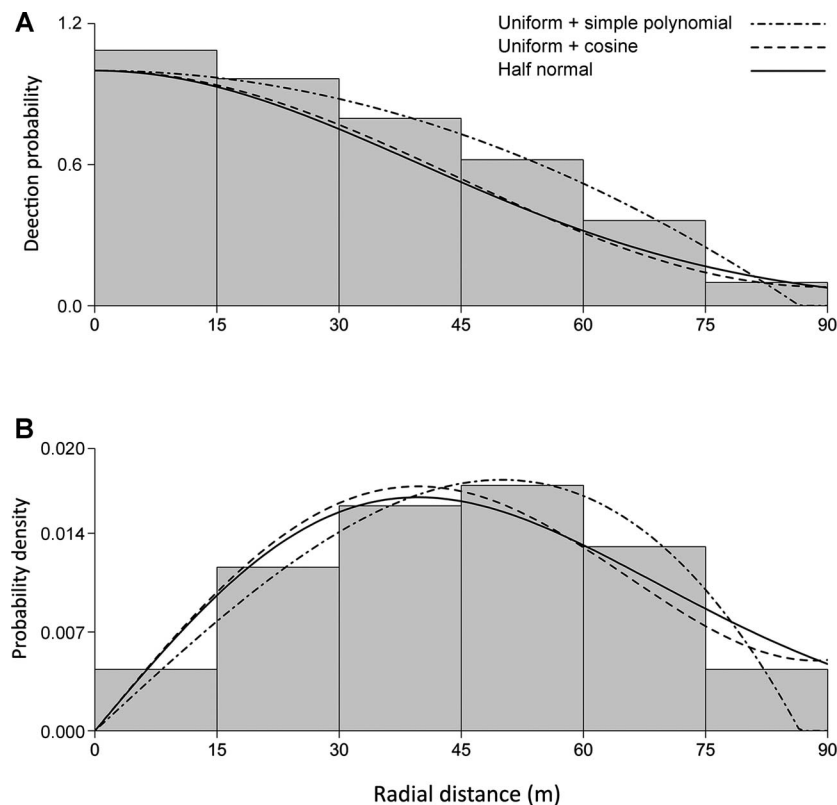 A
Uniform + simple polynomial
Uniform + cosine
Half normal
Deection probability
1.2
0.6
0.0
0 15 30 45 60 75 90
B
Probability density
0.020
0.014
0.007
0.000
0 15 30 45 60 75 90
Radial distance (m)